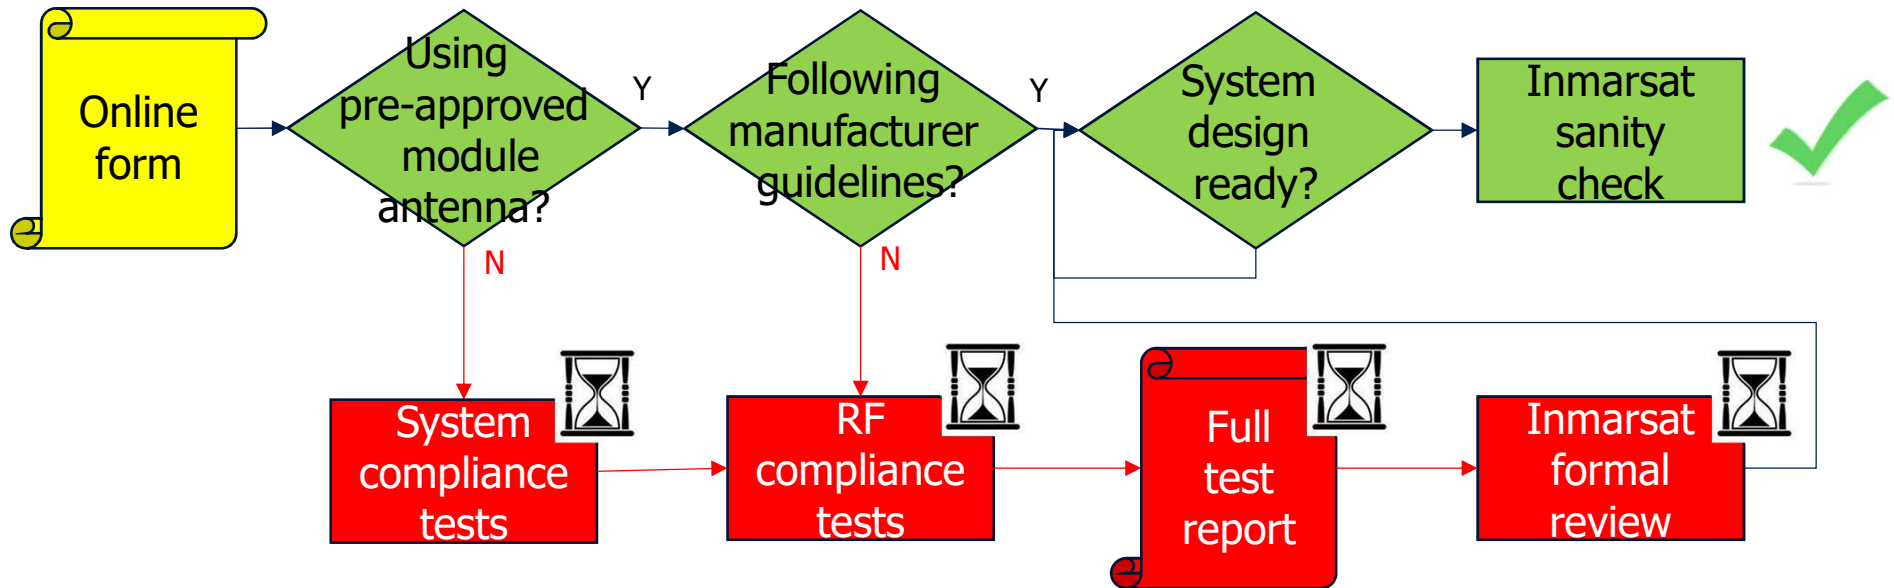 Online
form
Using
pre-approved
module
antenna?
Y
N
Following
manufacturer
guidelines?
Y
N
System
design
ready?
Inmarsat
sanity
check
System
compliance
tests
RF
compliance
tests
Full
test
report
Inmarsat
formal
review